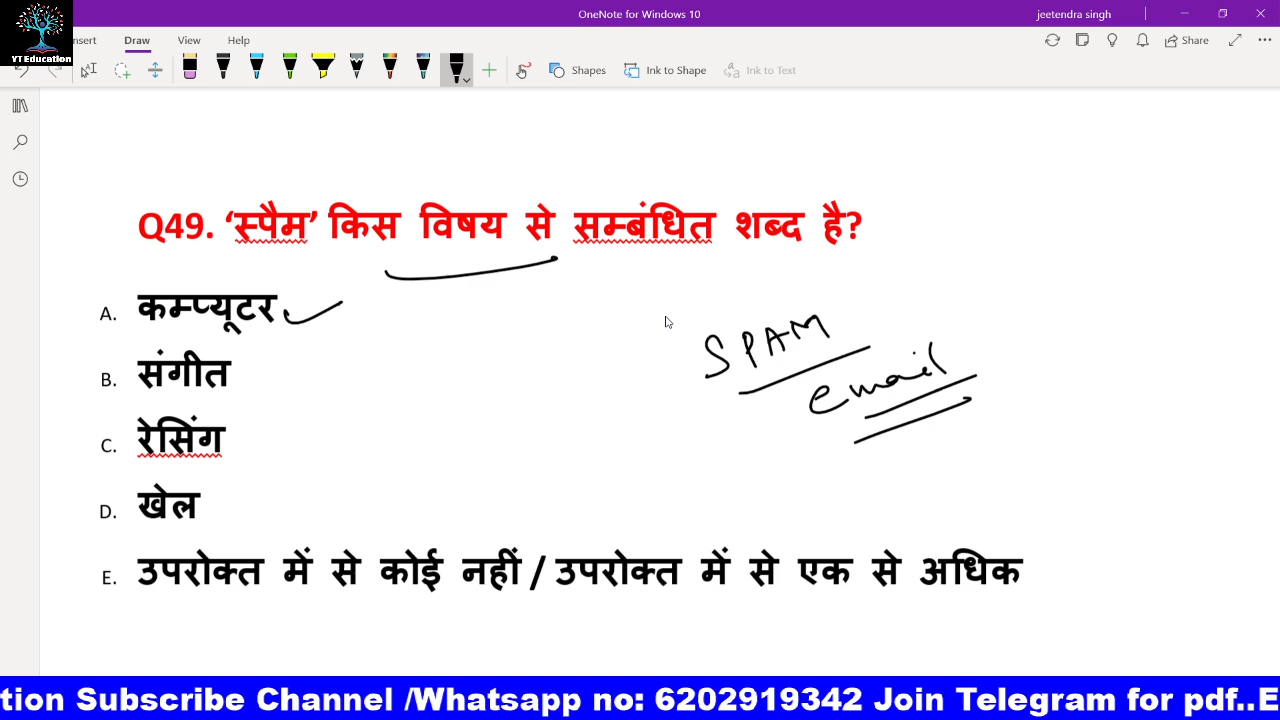 OneNote for Windows 10
jeetendra singh
YT Education
nsert Draw View Help
Share
Shapes Ink to Shape Ink to Text
Q49. ‘स्पैम’ किस विषय से सम्बंधित शब्द है?
A. कम्प्यूटर
B. संगीत
C. रेसिंग
D. खेल
E. उपरोक्त में से कोई नहीं / उपरोक्त में से एक से अधिक
SPAM
email
tion Subscribe Channel /Whatsapp no: 6202919342 Join Telegram for pdf..E